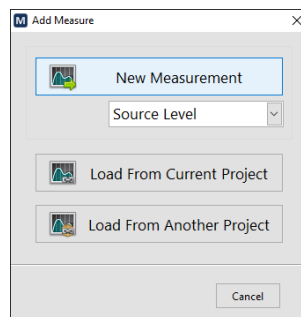 M Add Measure
New Measurement
Source Level
Load From Current Project
Load From Another Project
Cancel